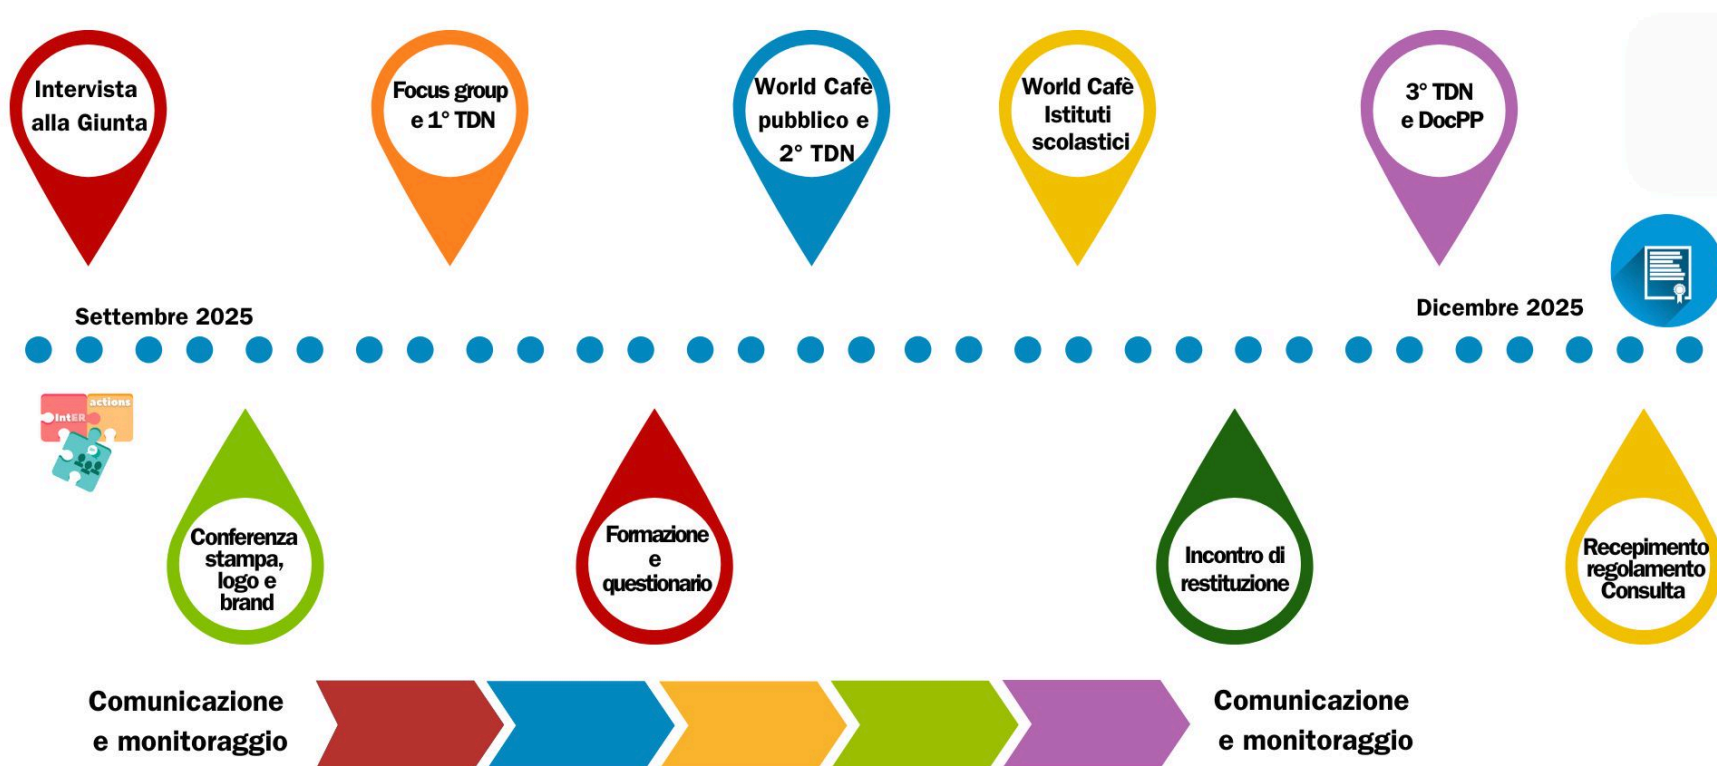 Intervista
alla Giunta
Focus group
e 1° TDN
World Cafè
pubblico e
2° TDN
World Cafè
Istituti
scolastici
3° TDN
e DocPP
Settembre 2025
Dicembre 2025
IntER
actions
Conferenza
stampa,
logo e
brand
Formazione
e
questionario
Incontro di
restituzione
Recepimento
regolamento
Consulta
Comunicazione
e monitoraggio
Comunicazione
e monitoraggio